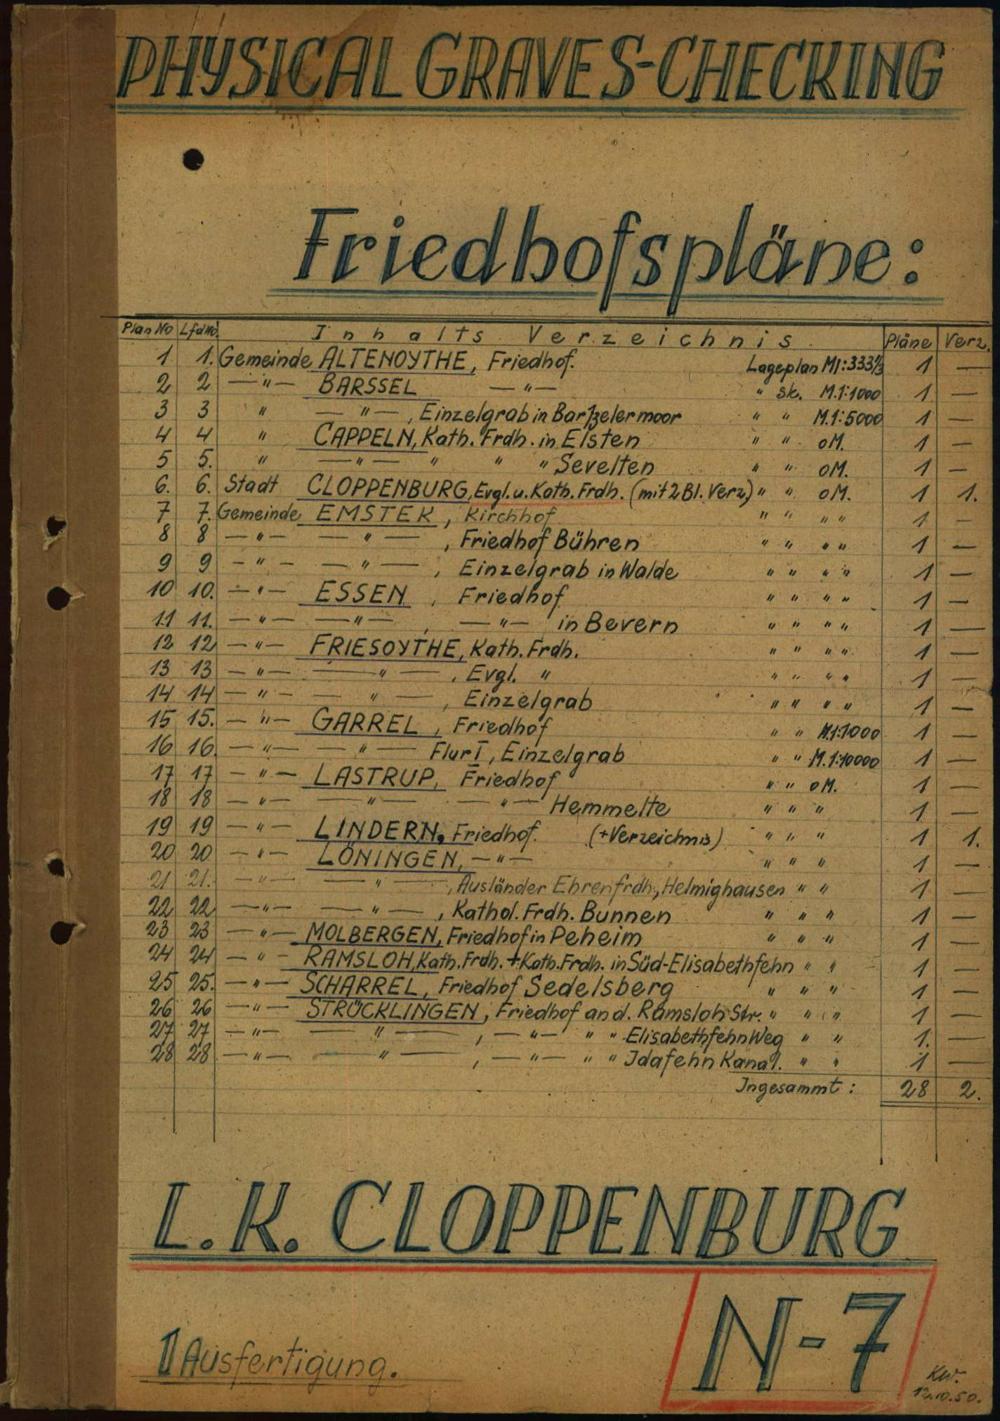 PHYSICAL GRAVES-CHECKING
Friedhofspläne:
Plan No Lfd No. Inhalts Verzeichnis. Pläne Verz.
1 1. Gemeinde ALTENOYTHE, Friedhof. Lageplan M1:333⅓ 1 —
2 2 —"— BARSSEL —"— " Sk. M.1:1000 1 —
3 3 " —"—, Einzelgrab in Barßelermoor " " M.1:5000 1 —
4 4 " CAPPELN, Kath. Frdh. in Elsten " " oM. 1 —
5 5. " —"— " " " Sevelten " " oM. 1 —
6. 6. Stadt CLOPPENBURG, Evgl. u. Kath. Frdh. (mit 2 Bl. Verz) " " oM. 1 1.
7 7. Gemeinde EMSTEK, Kirchhof " " " " 1 —
8 8 —"— —"—, Friedhof Bühren " " " " 1 —
9 9 —"— —"—, Einzelgrab in Walde " " " " 1 —
10 10. —"— ESSEN, Friedhof " " " " 1 —
11 11. —"— —"—, —"— in Bevern " " " " 1 —
12 12 —"— FRIESOYTHE, Kath. Frdh. " " " " 1 —
13 13 —"— —"—, Evgl. " " " " " 1 —
14 14 —"— —"—, Einzelgrab " " " " 1 —
15 15. —"— GARREL, Friedhof " " M.1:1000 1 —
16 16. —"— —"— Flur I, Einzelgrab " " M.1:10000 1 —
17 17 —"— LASTRUP, Friedhof " " oM. 1 —
18 18 —"— —"— —"— Hemmelte " " " 1 —
19 19 —"— LINDERN, Friedhof. (+Verzeichnis) " " " 1 1.
20 20 —"— LÖNINGEN, —"— " " " 1 —
21 21. —"— —"—, Ausländer Ehrenfrdh., Helmighausen " " 1 —
22 22 —"— —"—, Kathol. Frdh. Bunnen " " " 1 —
23 23 —"— MOLBERGEN, Friedhof in Peheim " " " 1 —
24 24 —"— RAMSLOH, Kath. Frdh. + Kath. Frdh. in Süd-Elisabethfehn " " 1 —
25 25. —"— SCHARREL, Friedhof Sedelsberg " " " 1 —
26 26 —"— STRÜCKLINGEN, Friedhof an d. Ramsloh Str. " " " 1 —
27 27 —"— —"—, —"— " " Elisabethfehn Weg " " 1. —
28 28 —"— —"—, —"— " " Idafehn Kanal. " " 1 —
Ingesammt: 28 2.
L.K. CLOPPENBURG
N-7
1 Ausfertigung.
12.10.50.